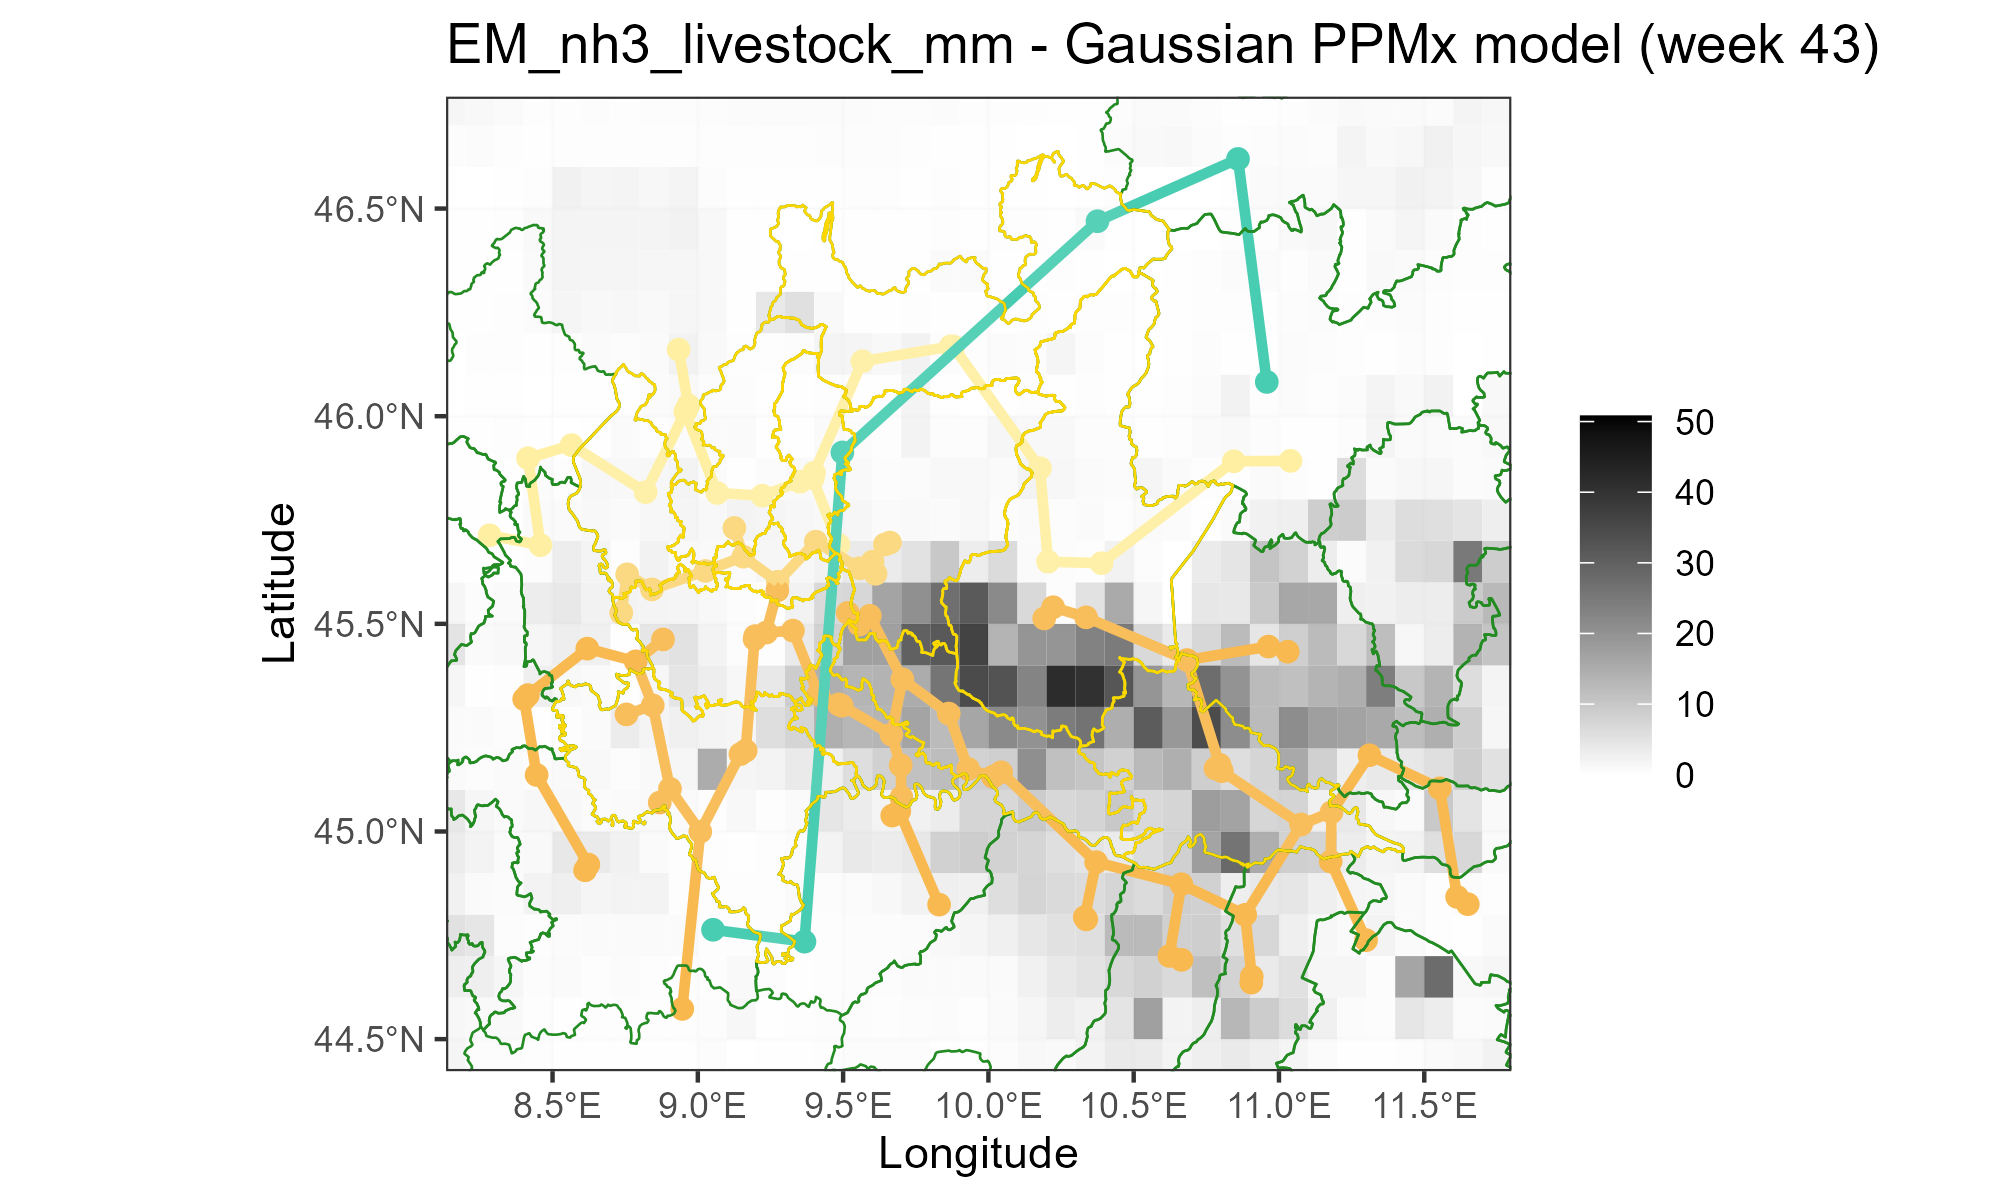 EM_nh3_livestock_mm - Gaussian PPMx model (week 43)
46.5°N
46.0°N
45.5°N
45.0°N
44.5°N
Latitude
8.5°E
9.0°E
9.5°E
10.0°E
10.5°E
11.0°E
11.5°E
Longitude
50
40
30
20
10
0